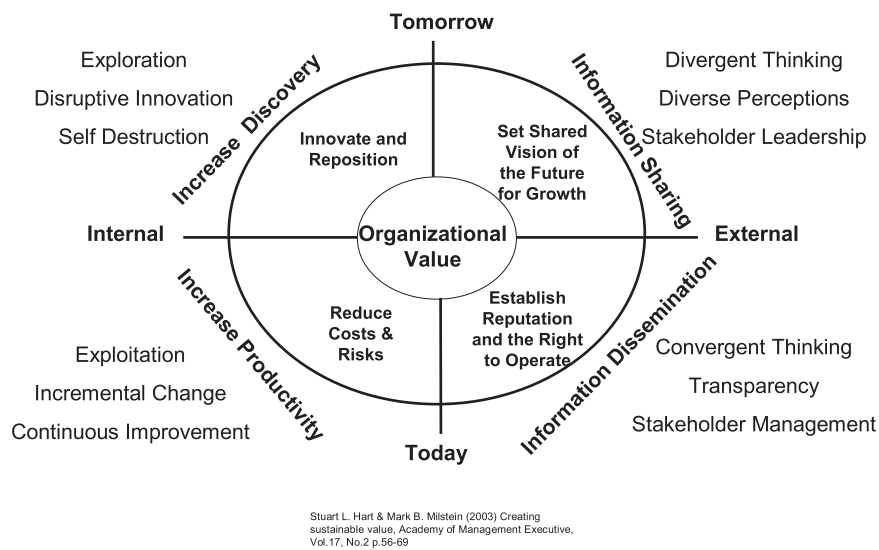 Tomorrow
Exploration
Disruptive Innovation
Self Destruction
Increase Discovery
Innovate and
Reposition
Set Shared
Vision of
the Future
for Growth
Information Sharing
Divergent Thinking
Diverse Perceptions
Stakeholder Leadership
Internal
Organizational
Value
External
Increase Productivity
Exploitation
Incremental Change
Continuous Improvement
Reduce
Costs &
Risks
Establish
Reputation
and the Right
to Operate
Information Dissemination
Convergent Thinking
Transparency
Stakeholder Management
Today
Stuart L. Hart & Mark B. Milstein (2003) Creating
sustainable value, Academy of Management Executive,
Vol.17, No.2 p.56-69